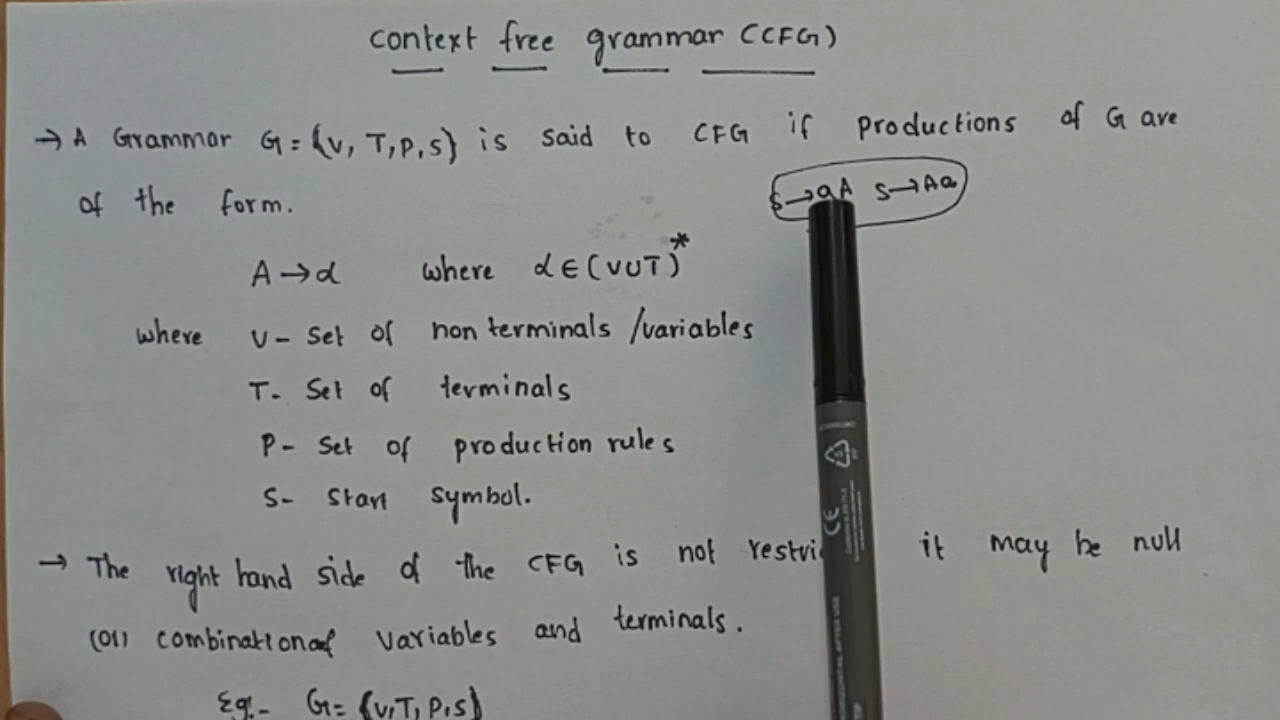 Context free grammar (CFG)
→ A Grammar G = {V, T, P, S} is said to CFG if productions of G are
S→aA S→Aa
of the form.
A → α where α ∈ (VUT)*
where V - Set of non terminals / variables
T - Set of terminals
P - Set of production rules
S - Start symbol.
→ The right hand side of the CFG is not it may be null
(or) combination of variables and terminals.
Eg:- G = {V, T, P, S}
CE